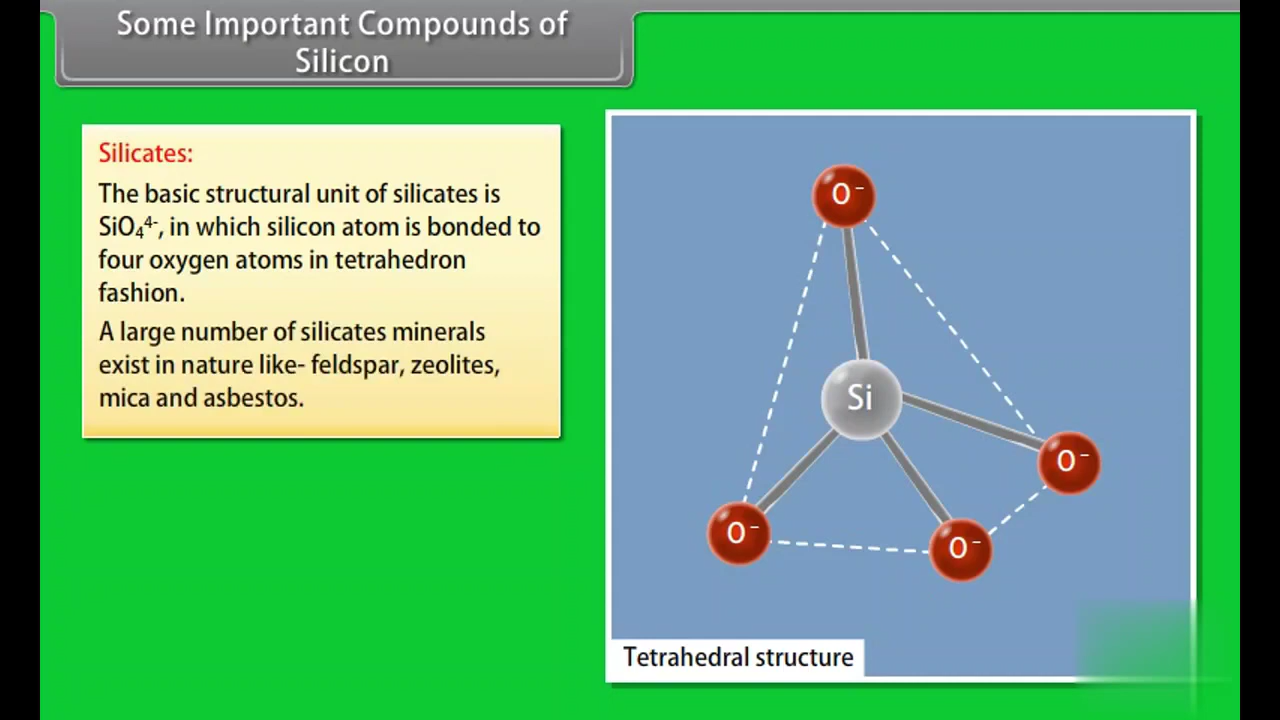 Some Important Compounds of
Silicon
Silicates:
The basic structural unit of silicates is
SiO₄⁴⁻, in which silicon atom is bonded to
four oxygen atoms in tetrahedron
fashion.
A large number of silicates minerals
exist in nature like- feldspar, zeolites,
mica and asbestos.
O⁻
Si
O⁻
O⁻
O⁻
Tetrahedral structure